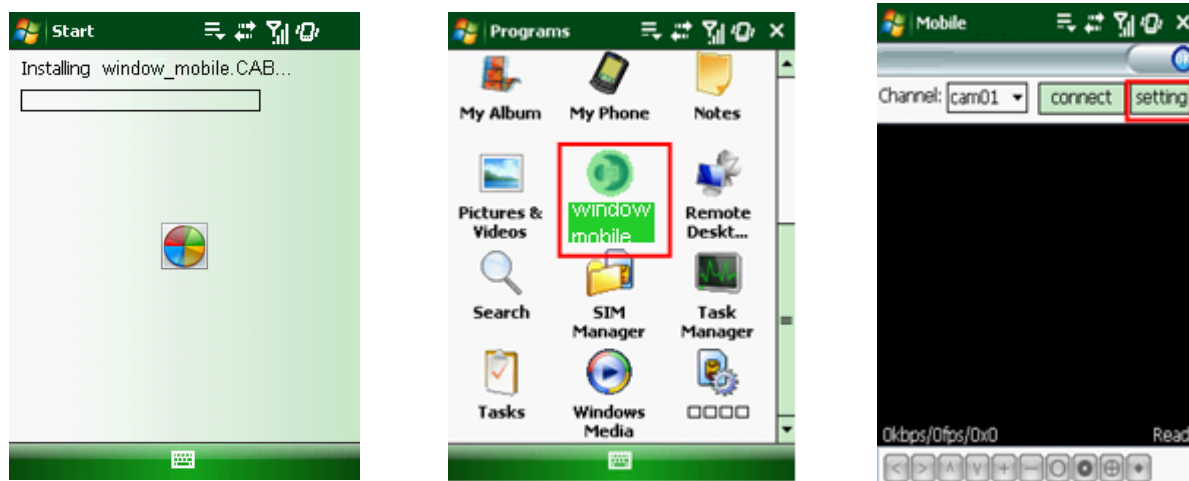 Start
Installing window_mobile.CAB...
Programs
My Album
My Phone
Notes
Pictures &
Videos
window
mobile
Remote
Deskt...
Search
SIM
Manager
Task
Manager
Tasks
Windows
Media
□□□□
Mobile
Channel: cam01 connect setting
0kbps/0fps/0x0 Read